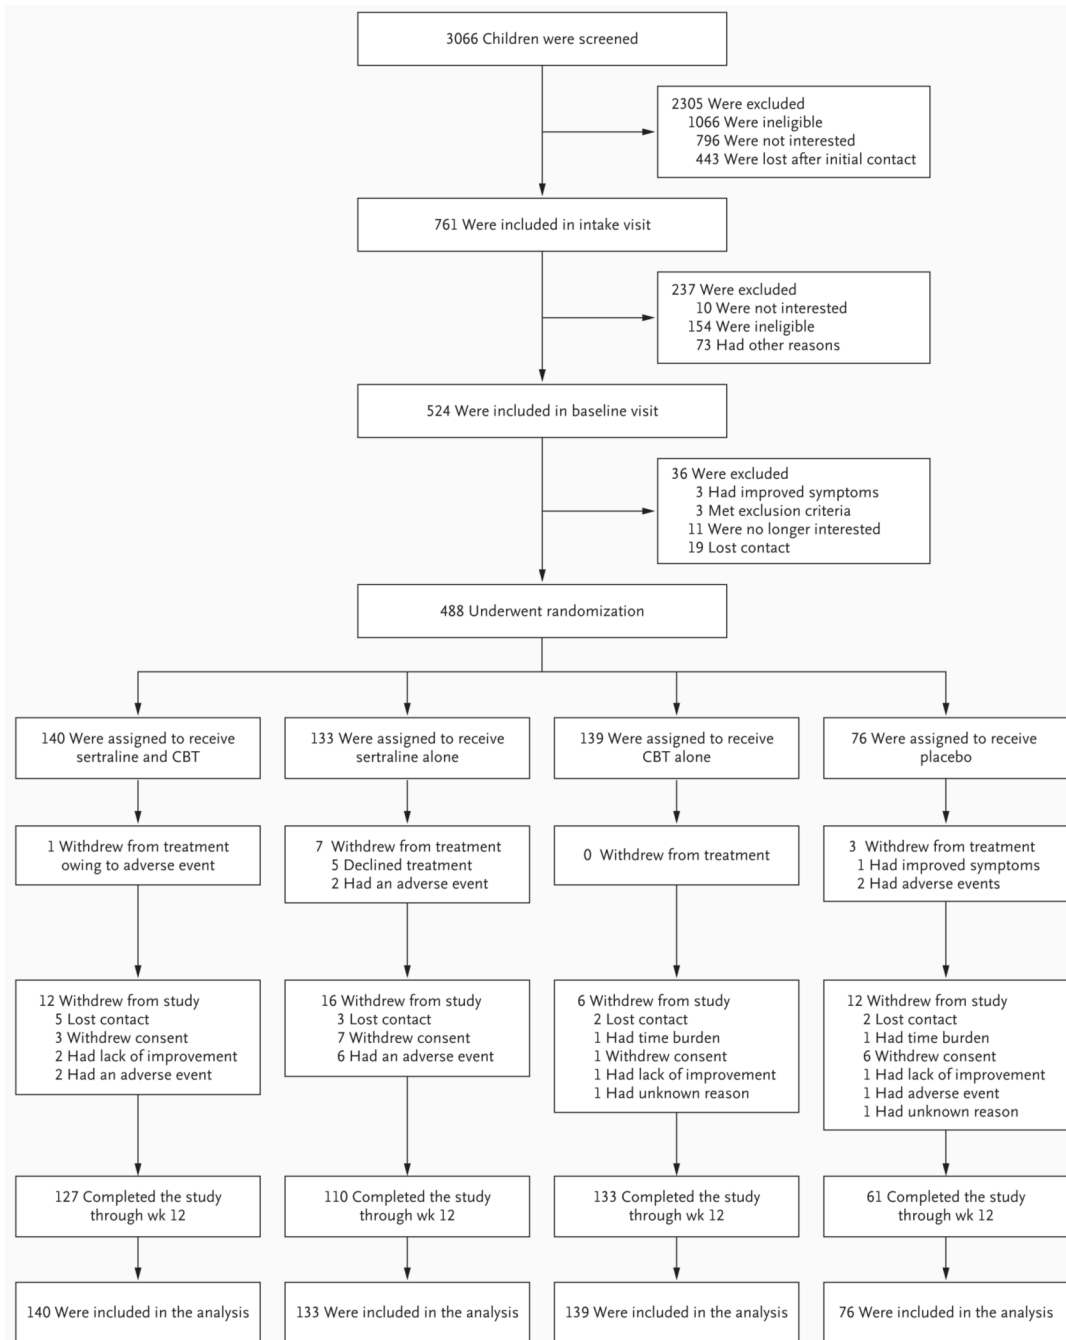 3066 Children were screened
2305 Were excluded
1066 Were ineligible
796 Were not interested
443 Were lost after initial contact
761 Were included in intake visit
237 Were excluded
10 Were not interested
154 Were ineligible
73 Had other reasons
524 Were included in baseline visit
36 Were excluded
3 Had improved symptoms
3 Met exclusion criteria
11 Were no longer interested
19 Lost contact
488 Underwent randomization
140 Were assigned to receive
sertraline and CBT
133 Were assigned to receive
sertraline alone
139 Were assigned to receive
CBT alone
76 Were assigned to receive
placebo
1 Withdrew from treatment
owing to adverse event
7 Withdrew from treatment
5 Declined treatment
2 Had an adverse event
0 Withdrew from treatment
3 Withdrew from treatment
1 Had improved symptoms
2 Had adverse events
12 Withdrew from study
5 Lost contact
3 Withdrew consent
2 Had lack of improvement
2 Had an adverse event
16 Withdrew from study
3 Lost contact
7 Withdrew consent
6 Had an adverse event
6 Withdrew from study
2 Lost contact
1 Had time burden
1 Withdrew consent
1 Had lack of improvement
1 Had unknown reason
12 Withdrew from study
2 Lost contact
1 Had time burden
6 Withdrew consent
1 Had lack of improvement
1 Had adverse event
1 Had unknown reason
127 Completed the study
through wk 12
110 Completed the study
through wk 12
133 Completed the study
through wk 12
61 Completed the study
through wk 12
140 Were included in the analysis
133 Were included in the analysis
139 Were included in the analysis
76 Were included in the analysis